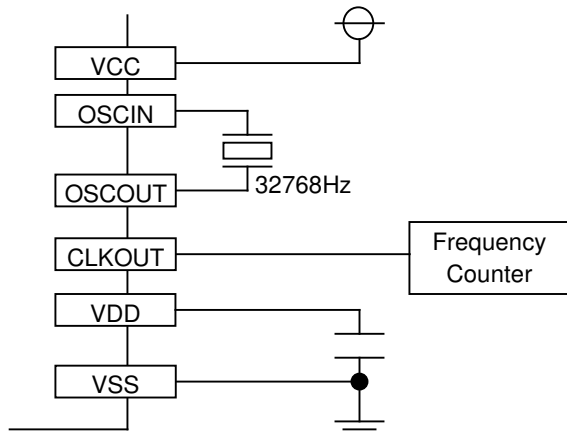 VCC
OSCIN
OSCOUT
32768Hz
CLKOUT
Frequency
Counter
VDD
VSS